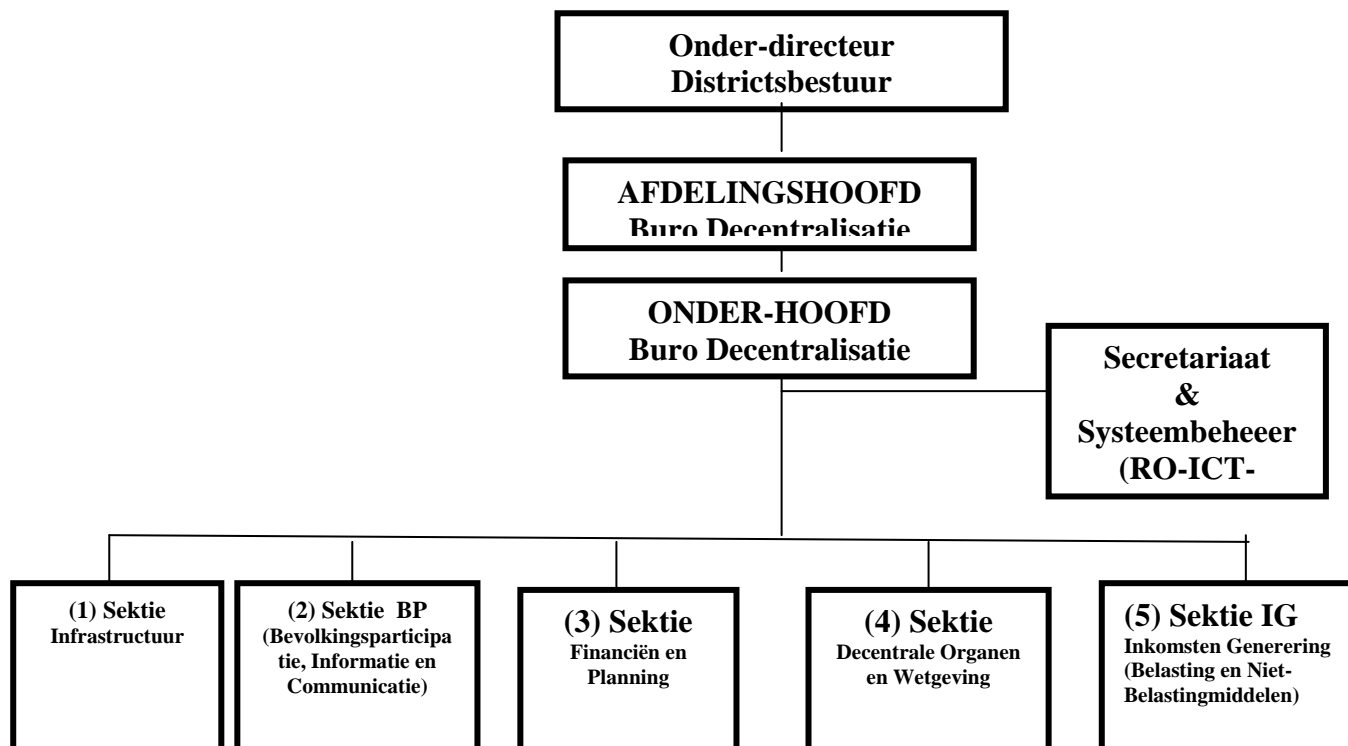 Onder-directeur
Districtsbestuur
AFDELINGSHOOFD
Buro Decentralisatie
ONDER-HOOFD
Buro Decentralisatie
Secretariaat
&
Systeembeheeer
(RO-ICT-
(1) Sektie
Infrastructuur
(2) Sektie BP
(Bevolkingsparticipa
tie, Informatie en
Communicatie)
(3) Sektie
Financiën en
Planning
(4) Sektie
Decentrale Organen
en Wetgeving
(5) Sektie IG
Inkomsten Generering
(Belasting en Niet-
Belastingmiddelen)